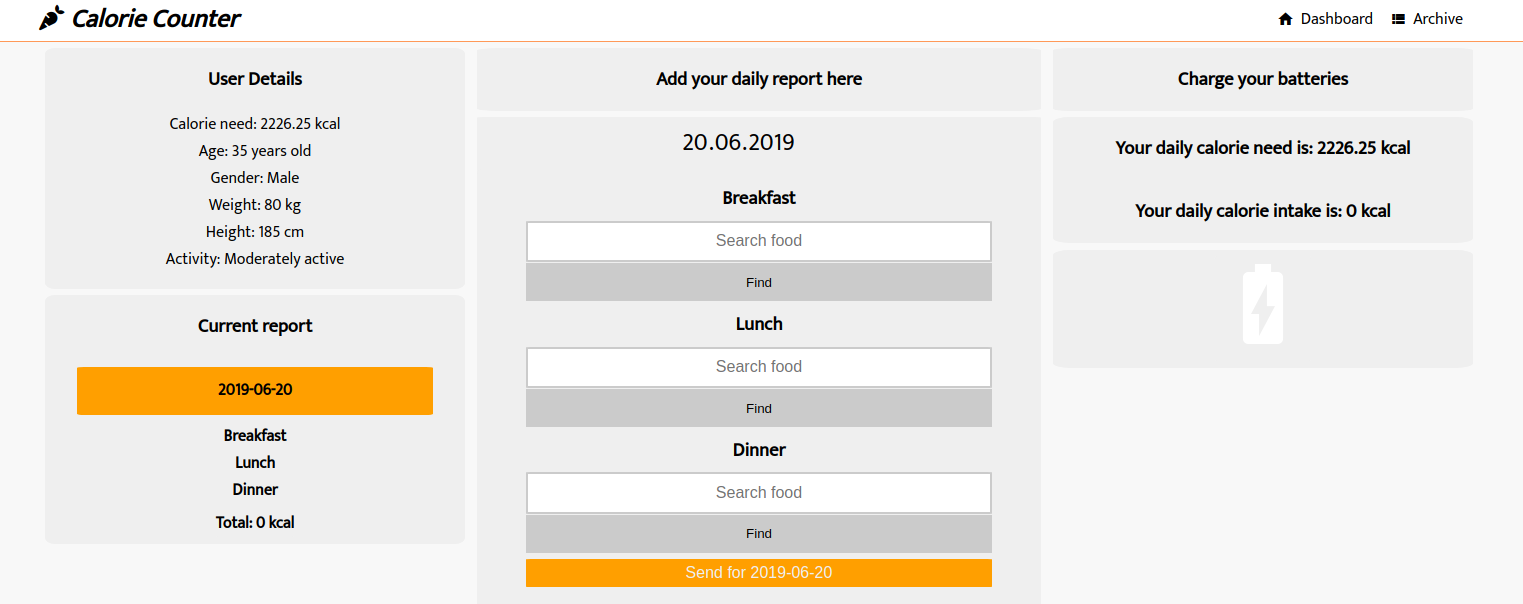 Calorie Counter
Dashboard
Archive
User Details
Calorie need: 2226.25 kcal
Age: 35 years old
Gender: Male
Weight: 80 kg
Height: 185 cm
Activity: Moderately active
Current report
2019-06-20
Breakfast
Lunch
Dinner
Total: 0 kcal
Add your daily report here
20.06.2019
Breakfast
Search food
Find
Lunch
Search food
Find
Dinner
Search food
Find
Send for 2019-06-20
Charge your batteries
Your daily calorie need is: 2226.25 kcal
Your daily calorie intake is: 0 kcal